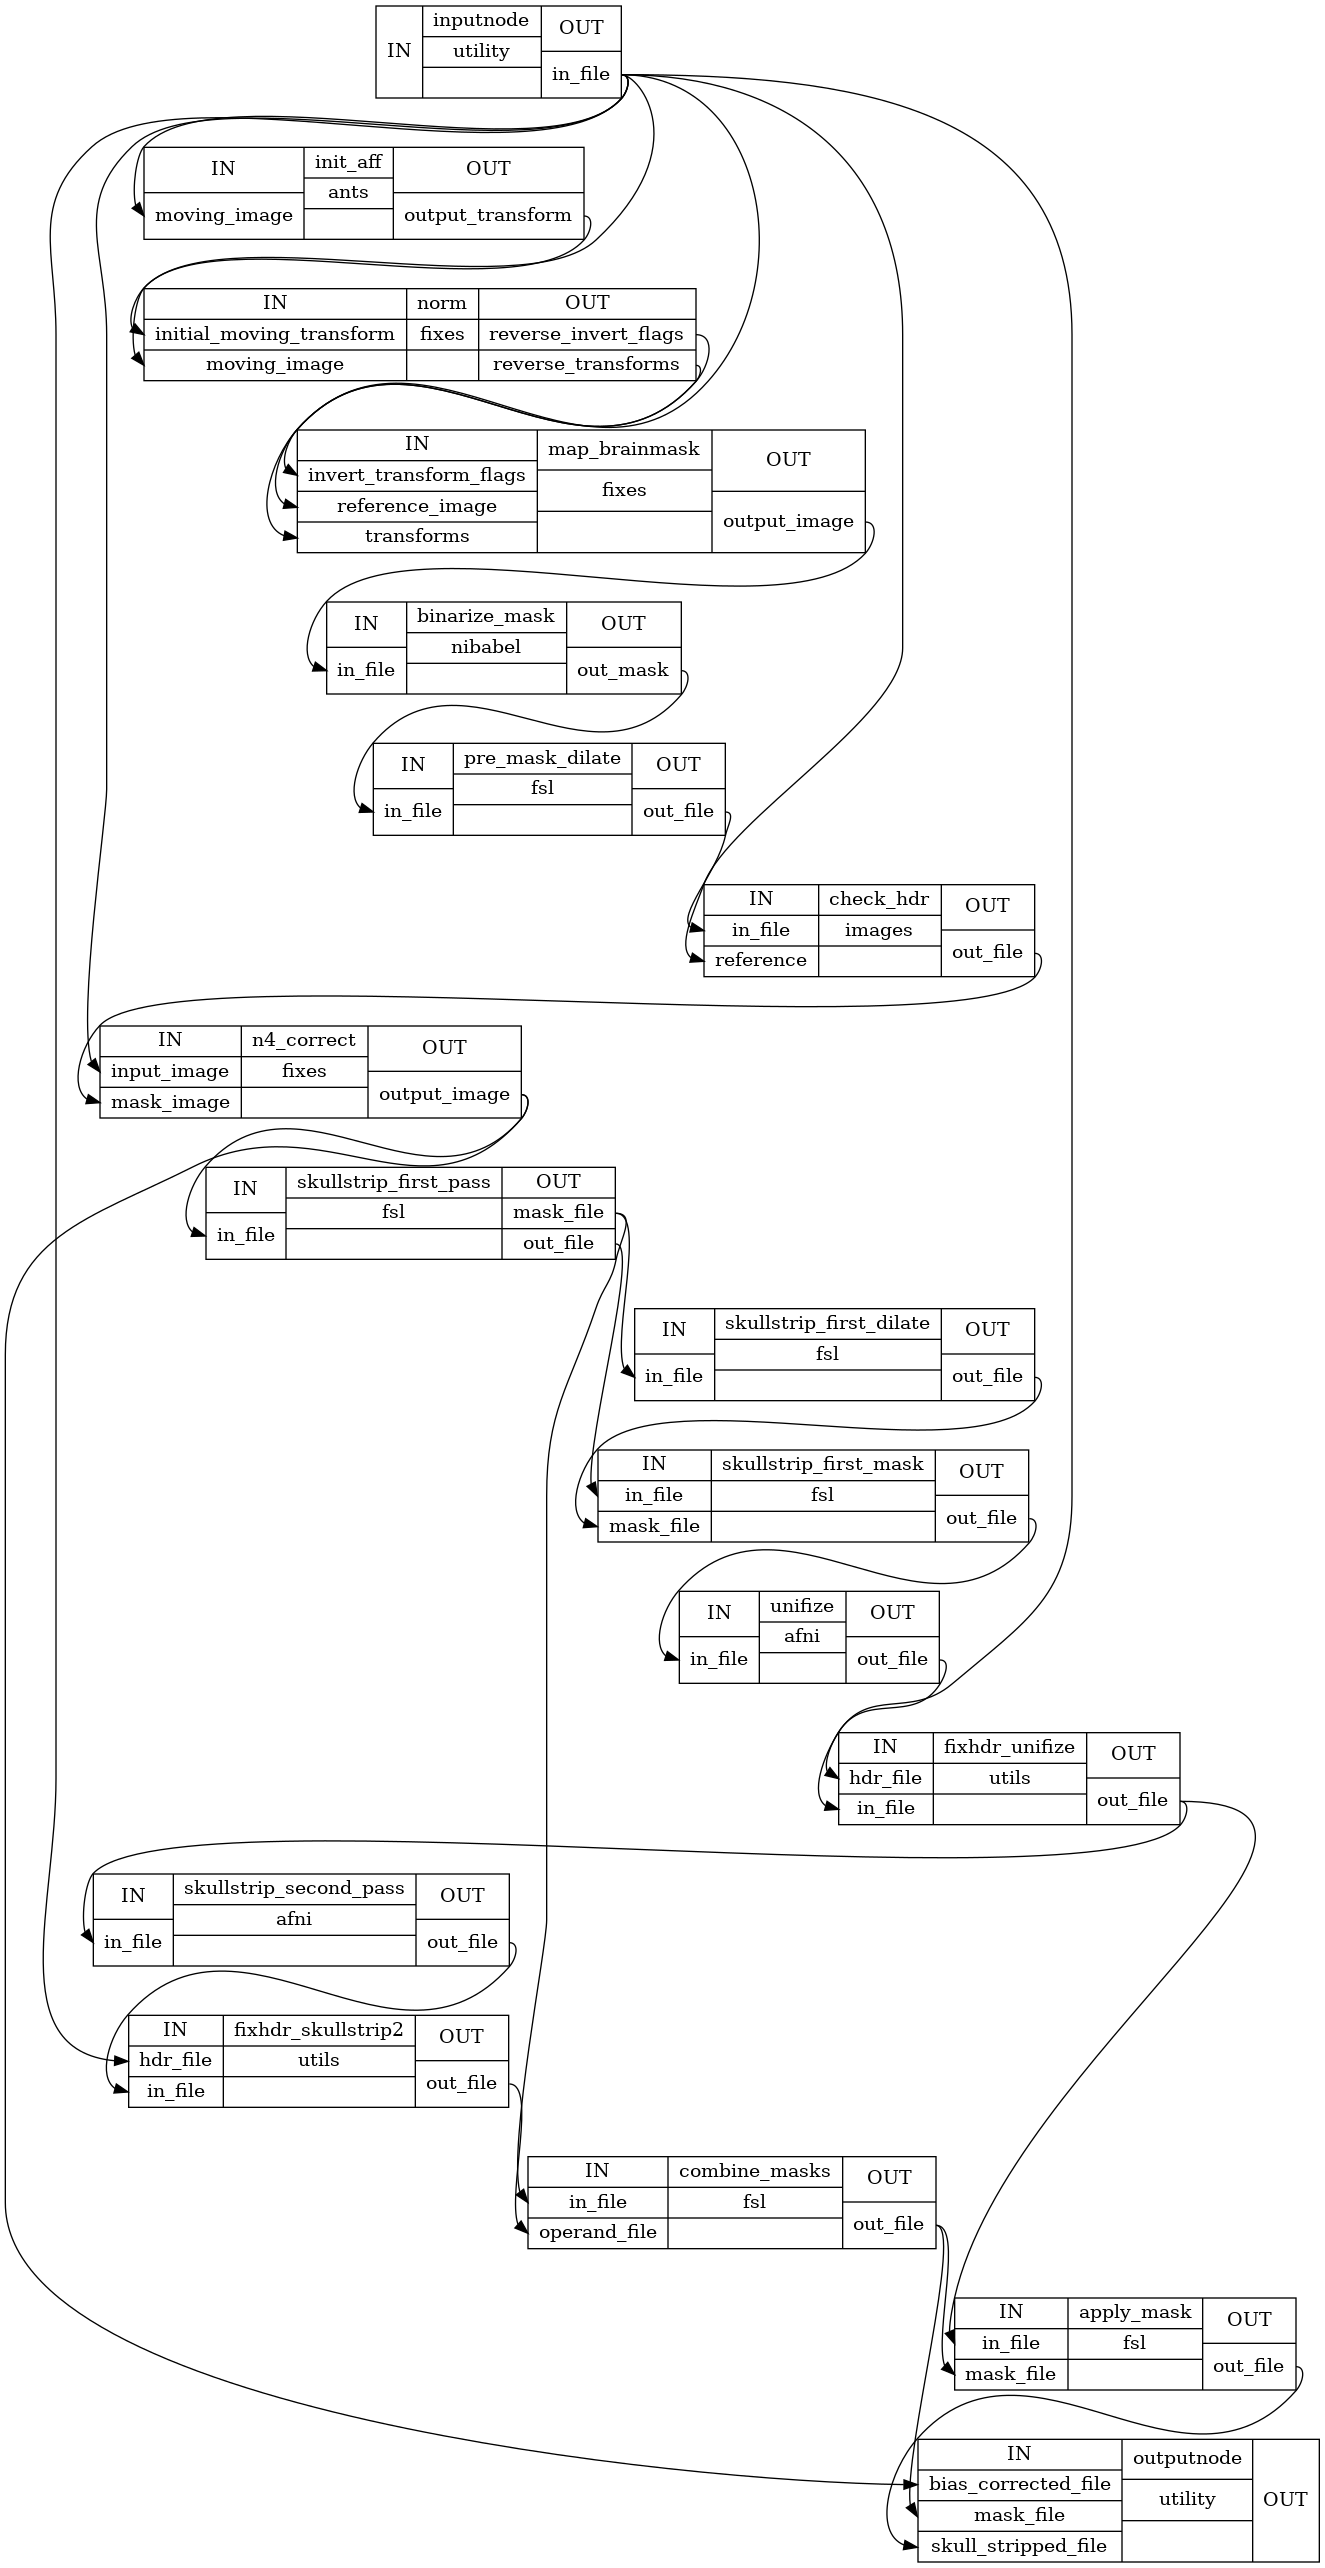 IN
inputnode
utility
OUT
in_file
IN
moving_image
init_aff
ants
OUT
output_transform
IN
initial_moving_transform
moving_image
norm
fixes
OUT
reverse_invert_flags
reverse_transforms
IN
invert_transform_flags
reference_image
transforms
map_brainmask
fixes
OUT
output_image
IN
in_file
binarize_mask
nibabel
OUT
out_mask
IN
in_file
pre_mask_dilate
fsl
OUT
out_file
IN
in_file
reference
check_hdr
images
OUT
out_file
IN
input_image
mask_image
n4_correct
fixes
OUT
output_image
IN
in_file
skullstrip_first_pass
fsl
OUT
mask_file
out_file
IN
in_file
skullstrip_first_dilate
fsl
OUT
out_file
IN
in_file
mask_file
skullstrip_first_mask
fsl
OUT
out_file
IN
in_file
unifize
afni
OUT
out_file
IN
hdr_file
in_file
fixhdr_unifize
utils
OUT
out_file
IN
in_file
skullstrip_second_pass
afni
OUT
out_file
IN
hdr_file
in_file
fixhdr_skullstrip2
utils
OUT
out_file
IN
in_file
operand_file
combine_masks
fsl
OUT
out_file
IN
in_file
mask_file
apply_mask
fsl
OUT
out_file
IN
bias_corrected_file
mask_file
skull_stripped_file
outputnode
utility
OUT